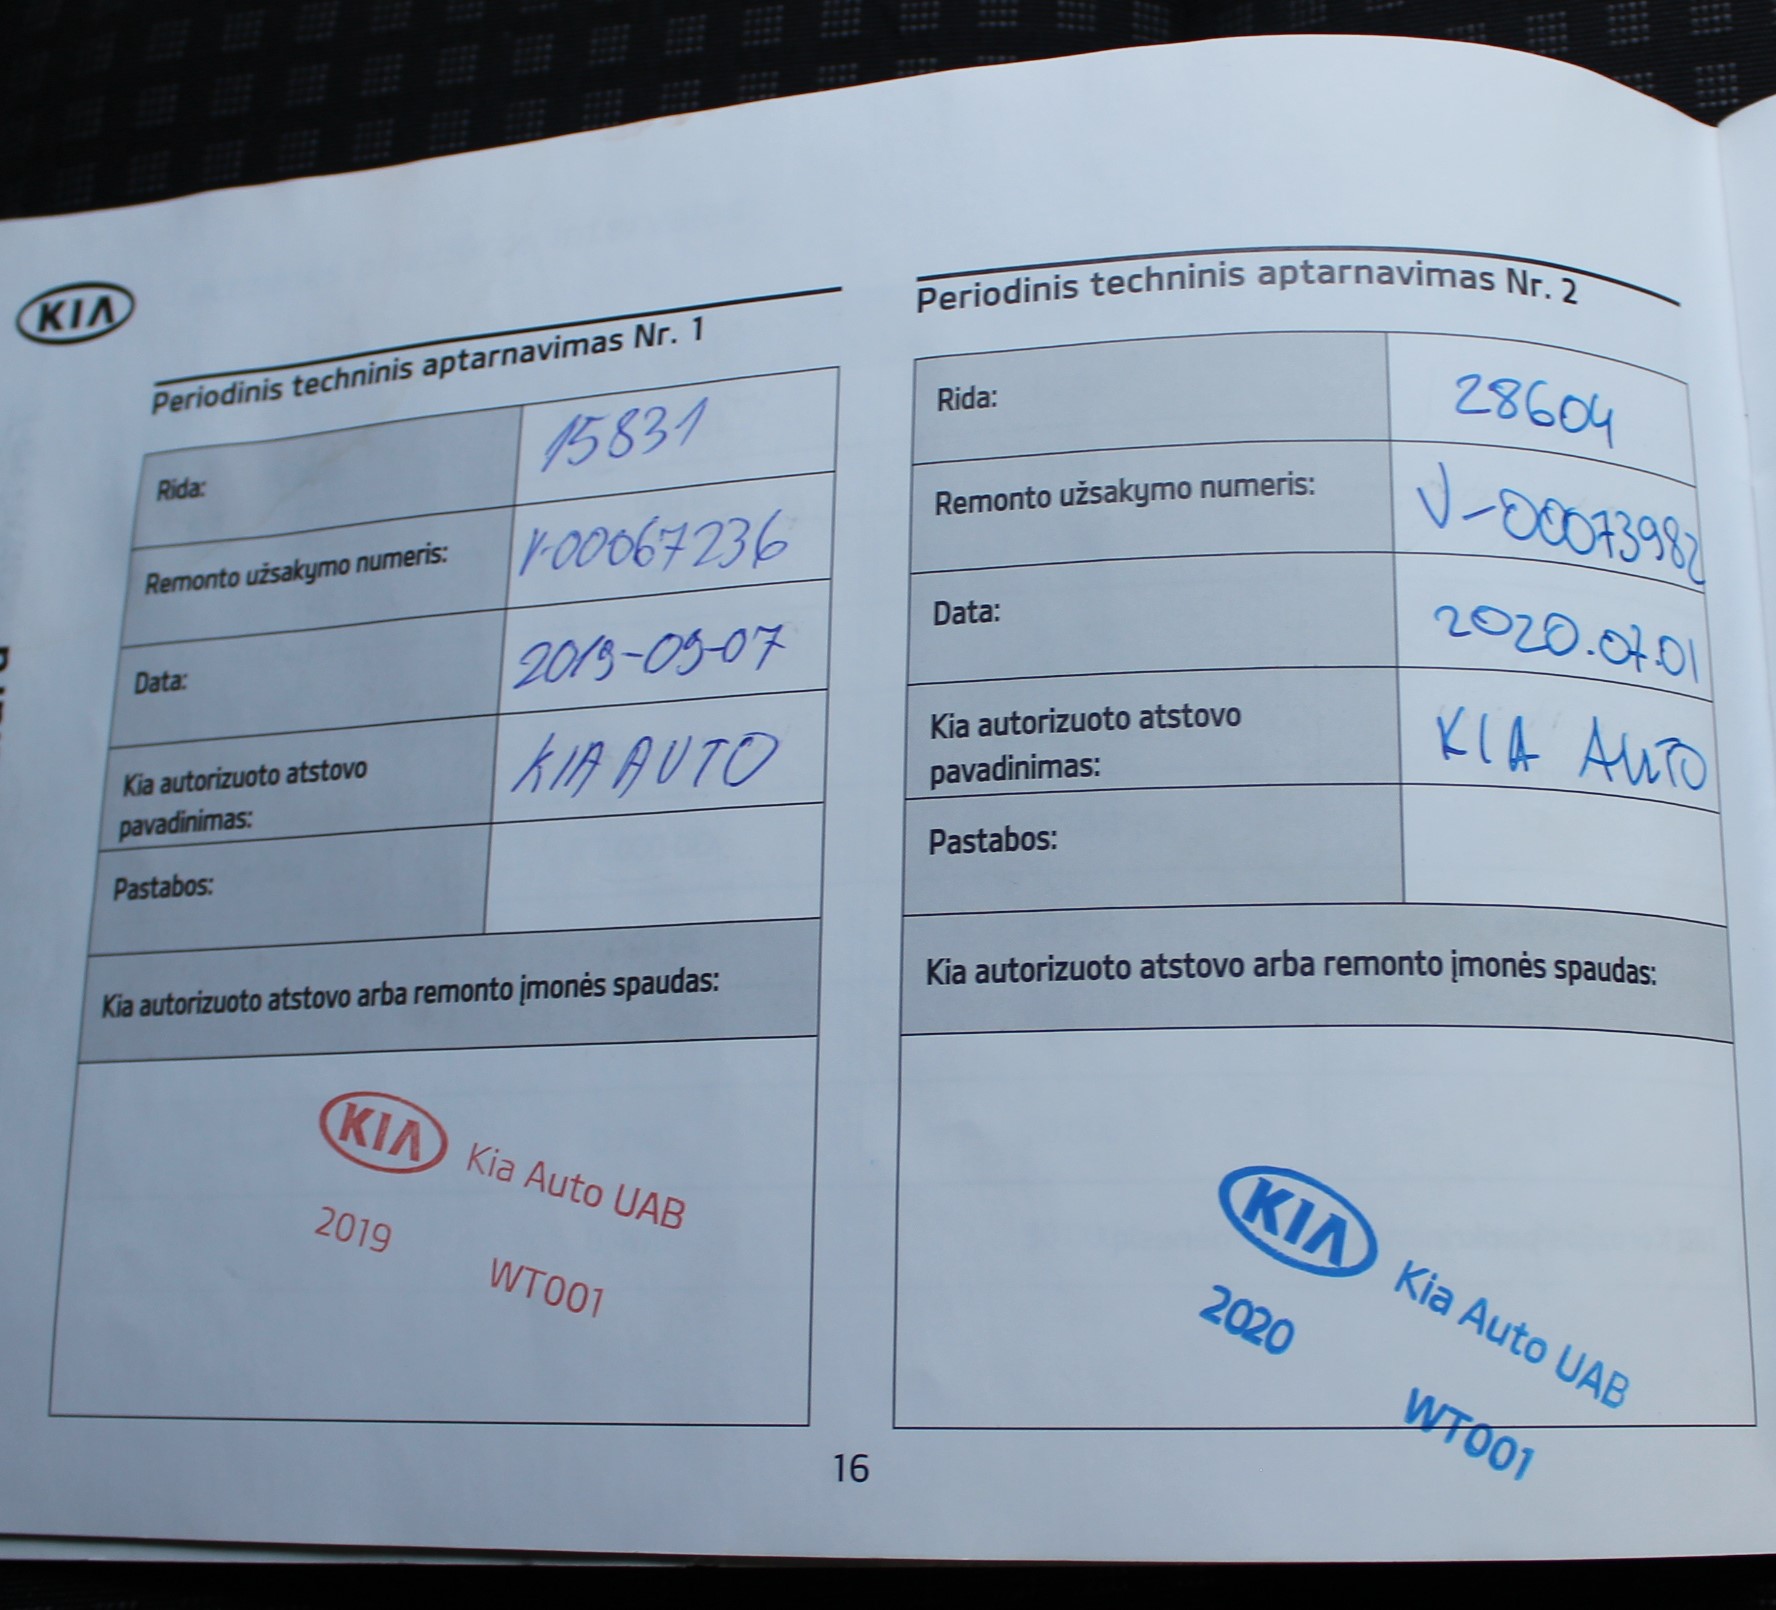 KIA
Periodinis techninis aptarnavimas Nr. 1
Rida: 15831
Remonto užsakymo numeris: V-00067236
Data: 2019-09-07
Kia autorizuoto atstovo
pavadinimas: KIA AUTO
Pastabos:
Kia autorizuoto atstovo arba remonto įmonės spaudas:
KIA Kia Auto UAB
2019 WT001
Periodinis techninis aptarnavimas Nr. 2
Rida: 28604
Remonto užsakymo numeris: V-00073982
Data: 2020.07.01
Kia autorizuoto atstovo
pavadinimas: KIA AUTO
Pastabos:
Kia autorizuoto atstovo arba remonto įmonės spaudas:
KIA Kia Auto UAB
2020 WT001
16